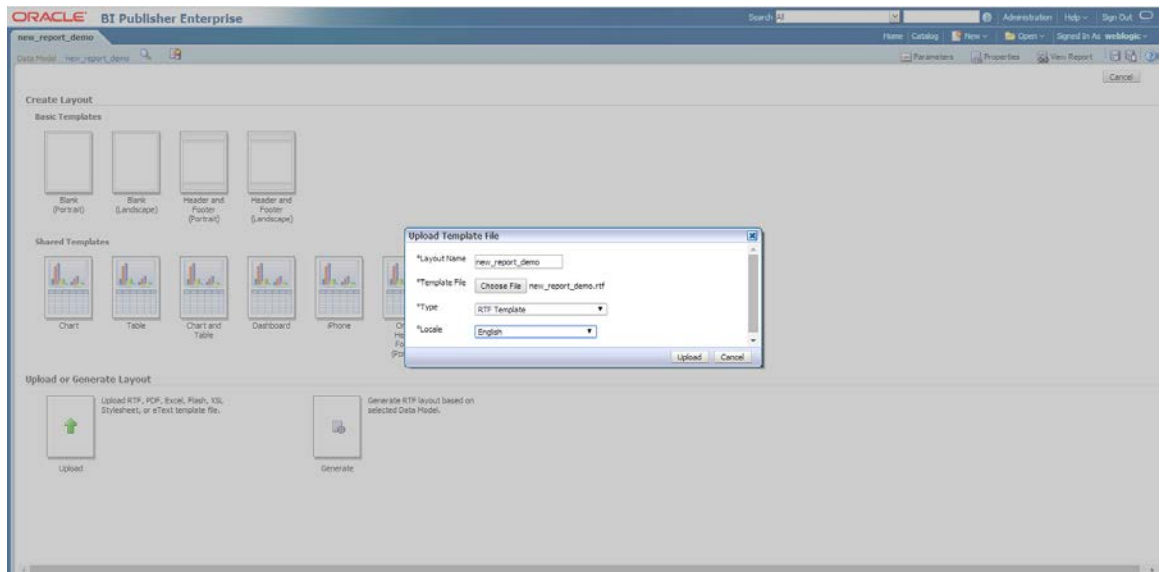 ORACLE BI Publisher Enterprise
Search All
Administration Help Sign Out
new_report_demo
Home Catalog New Open Signed In As weblogic
Data Model new_report_demo
Parameters Properties View Report
Cancel
Create Layout
Basic Templates
Blank
(Portrait)
Blank
(Landscape)
Header and
Footer
(Portrait)
Header and
Footer
(Landscape)
Shared Templates
Chart
Table
Chart and
Table
Dashboard
iPhone
Upload Template File
*Layout Name new_report_demo
*Template File Choose File new_report_demo.rtf
*Type RTF Template
*Locale English
Upload Cancel
Upload or Generate Layout
Upload RTF, PDF, Excel, Flash, XSL
Stylesheet, or eText template file.
Upload
Generate RTF layout based on
selected Data Model.
Generate